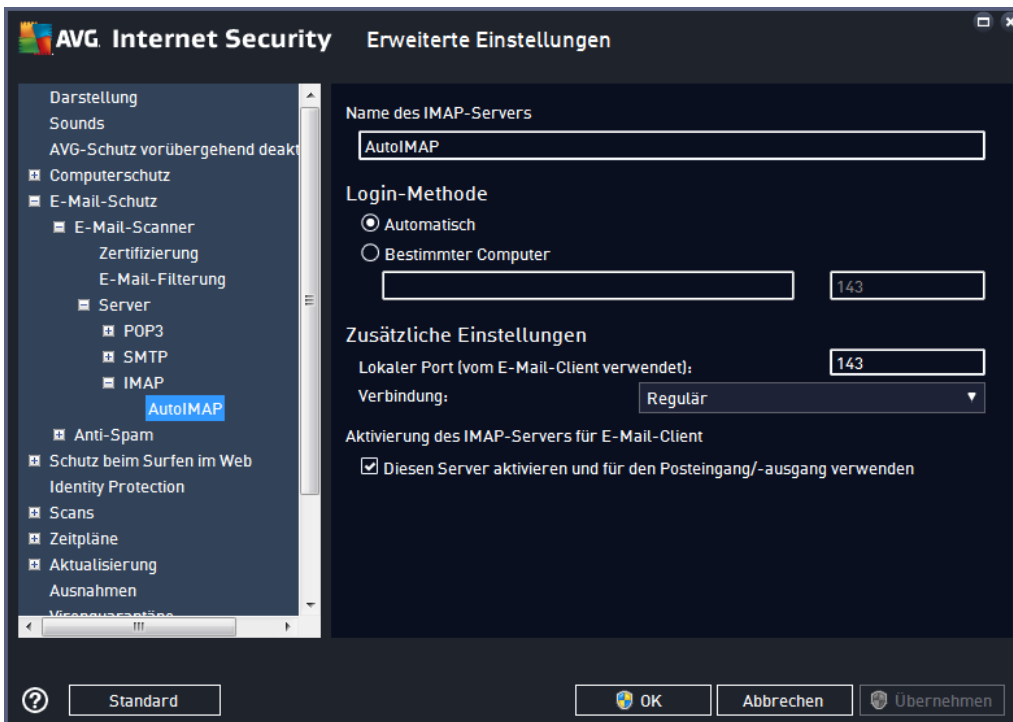 AVG Internet Security Erweiterte Einstellungen
Darstellung
Sounds
AVG-Schutz vorübergehend deakt
Computerschutz
E-Mail-Schutz
E-Mail-Scanner
Zertifizierung
E-Mail-Filterung
Server
POP3
SMTP
IMAP
AutoIMAP
Anti-Spam
Schutz beim Surfen im Web
Identity Protection
Scans
Zeitpläne
Aktualisierung
Ausnahmen
Virenquarantäne
Name des IMAP-Servers
AutoIMAP
Login-Methode
Automatisch
Bestimmter Computer
143
Zusätzliche Einstellungen
Lokaler Port (vom E-Mail-Client verwendet): 143
Verbindung: Regulär
Aktivierung des IMAP-Servers für E-Mail-Client
Diesen Server aktivieren und für den Posteingang/-ausgang verwenden
? Standard OK Abbrechen Übernehmen